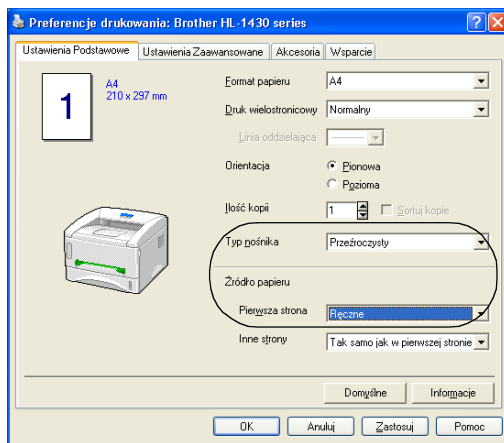 Preferencje drukowania: Brother HL-1430 series
Ustawienia Podstawowe Ustawienia Zaawansowane Akcesoria Wsparcie
1
A4
210 x 297 mm
Format papieru A4
Druk wielostronicowy Normalny
Linia oddzielająca
Orientacja Pionowa
Pozioma
Ilość kopii 1 Sortuj kopie
Typ nośnika Przeźroczysty
Źródło papieru
Pierwsza strona Ręczne
Inne strony Tak samo jak w pierwszej stronie
Domyślne Informacje
OK Anuluj Zastosuj Pomoc